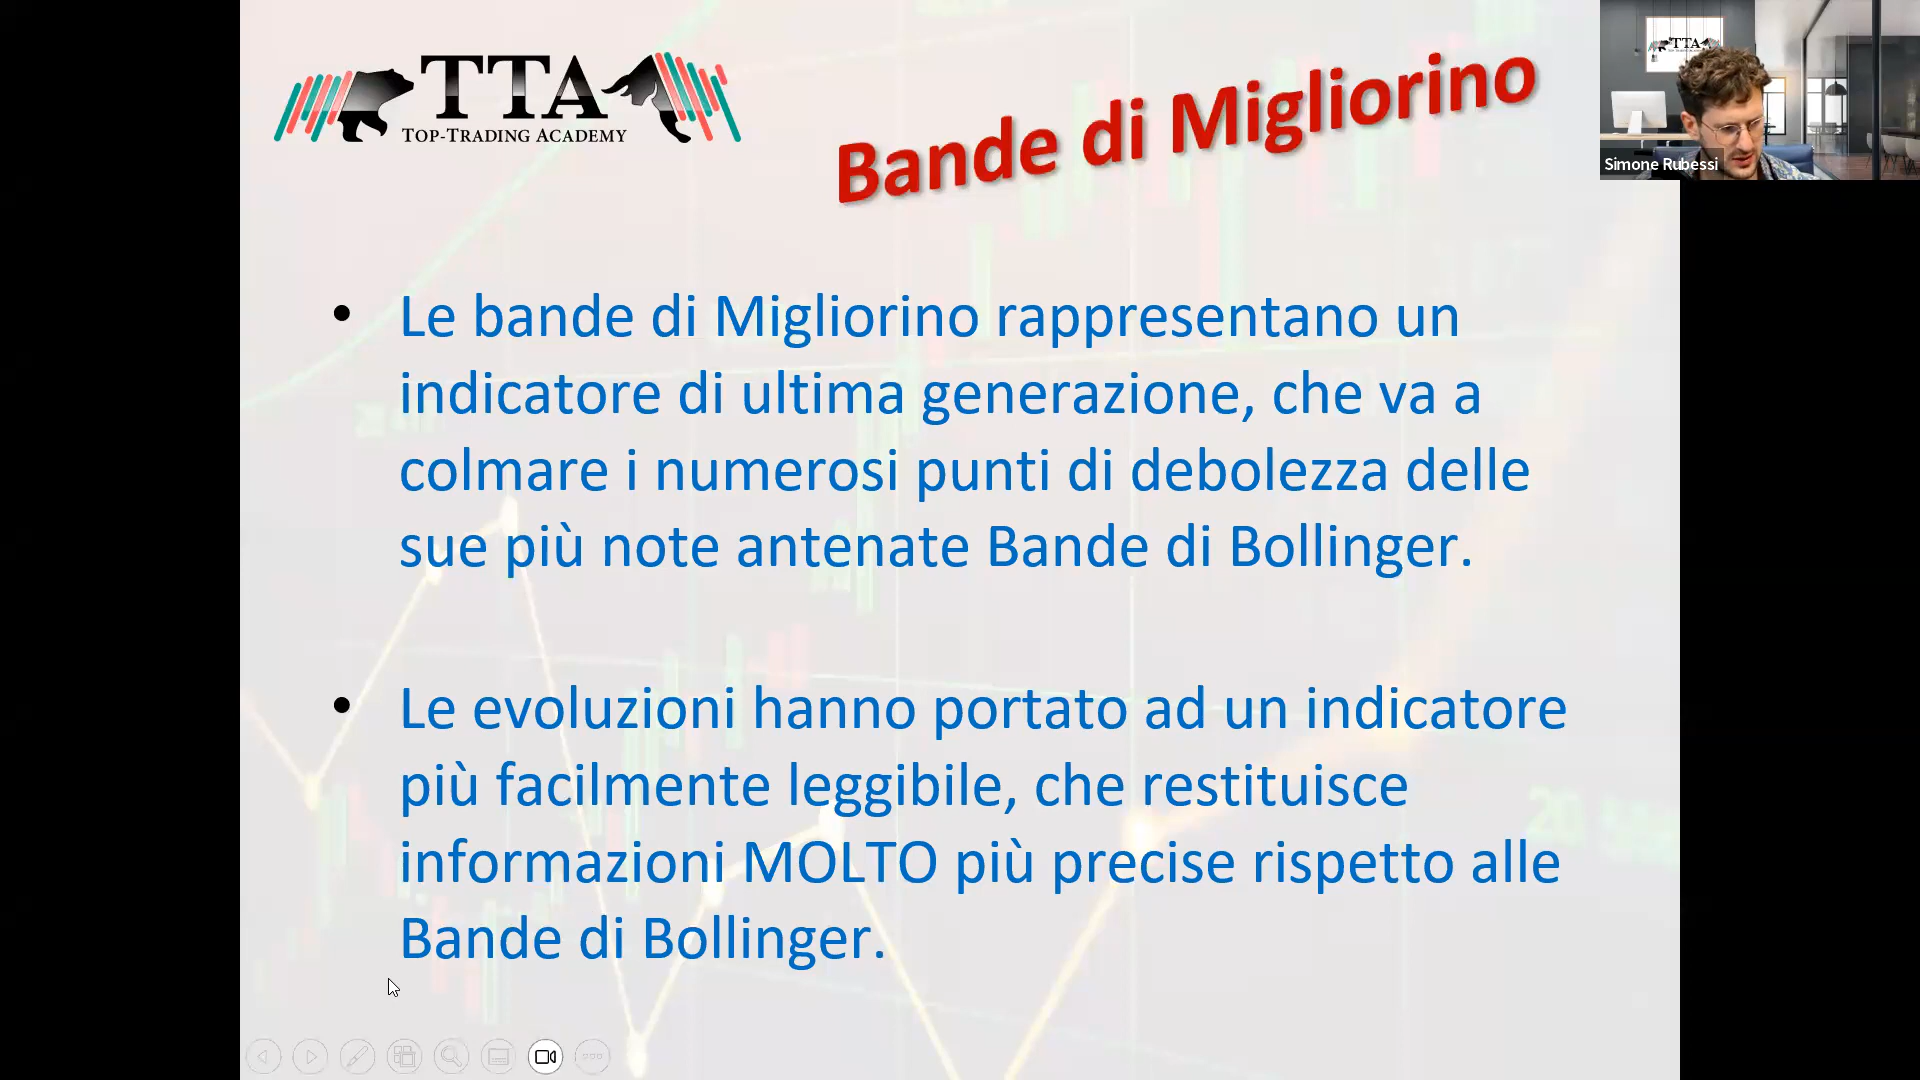 TTA
TOP-TRADING ACADEMY
Bande di Migliorino
TTA
Simone Rubessi
• Le bande di Migliorino rappresentano un
indicatore di ultima generazione, che va a
colmare i numerosi punti di debolezza delle
sue più note antenate Bande di Bollinger.
• Le evoluzioni hanno portato ad un indicatore
più facilmente leggibile, che restituisce
informazioni MOLTO più precise rispetto alle
Bande di Bollinger.